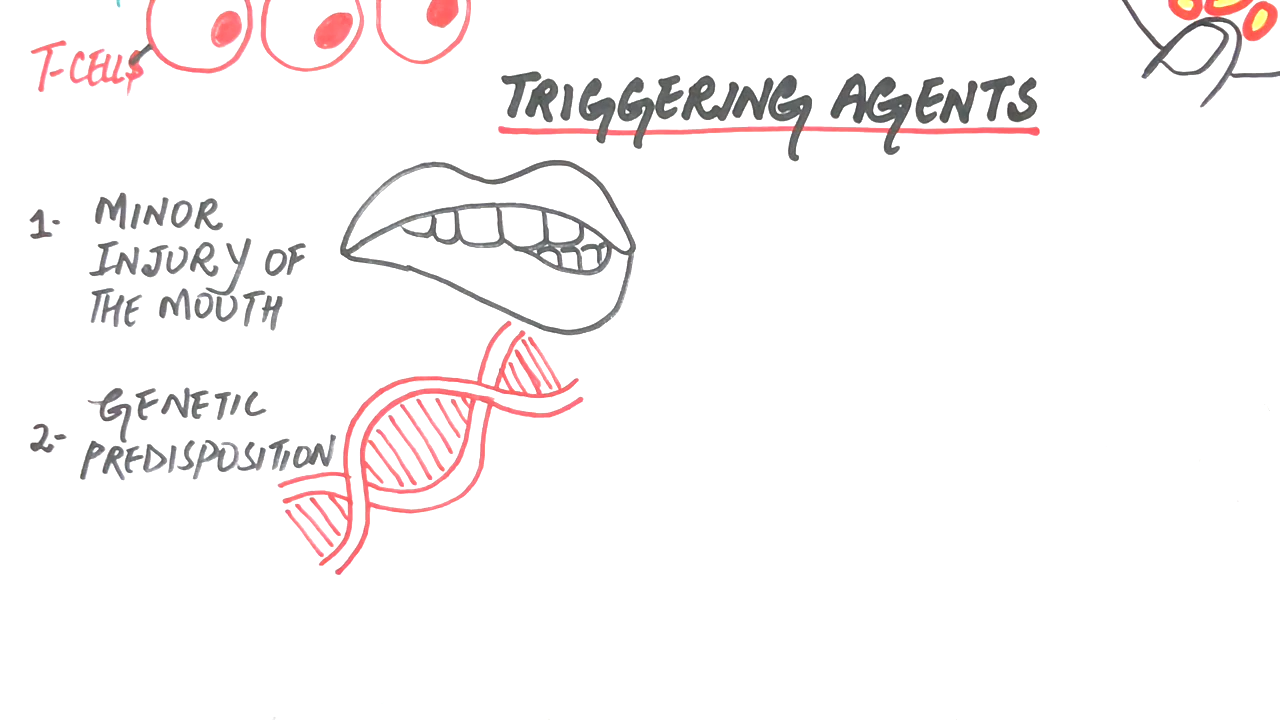 T-CELLS
TRIGGERING AGENTS
1- MINOR
INJURY OF
THE MOUTH
2- GENETIC
PREDISPOSITION